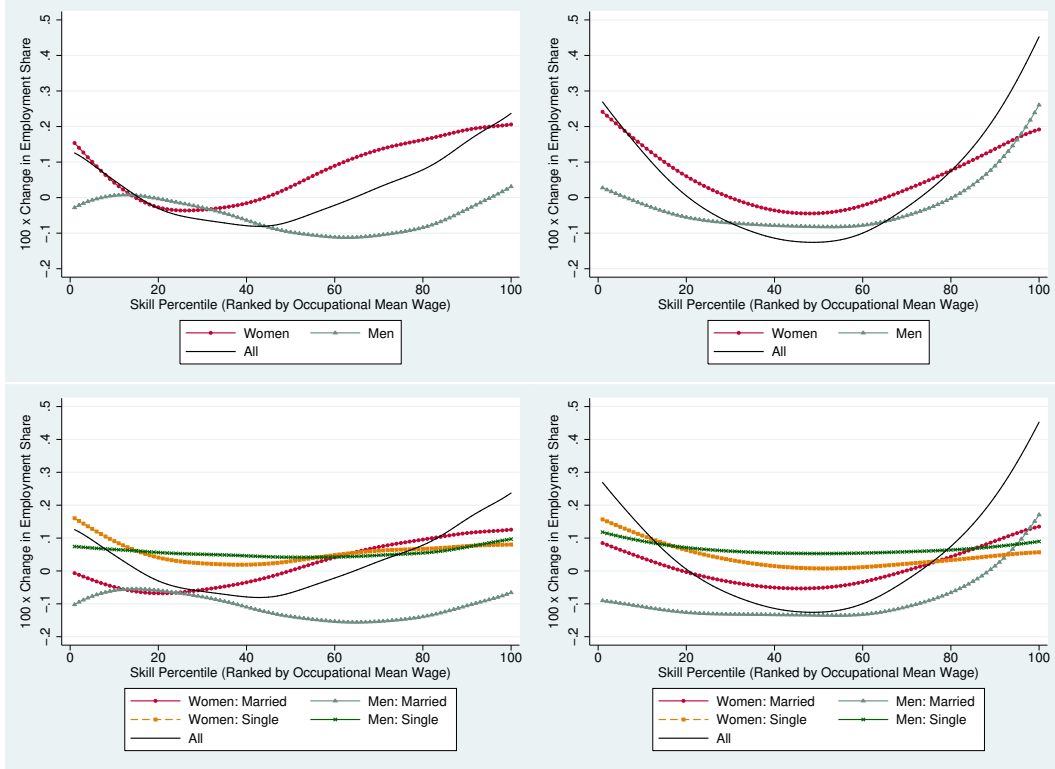 100 x Change in Employment Share
.5
.4
.3
.2
.1
0
-.1
-.2
0 20 40 60 80 100
Skill Percentile (Ranked by Occupational Mean Wage)
Women Men
All
100 x Change in Employment Share
.5
.4
.3
.2
.1
0
-.1
-.2
0 20 40 60 80 100
Skill Percentile (Ranked by Occupational Mean Wage)
Women Men
All
100 x Change in Employment Share
.5
.4
.3
.2
.1
0
-.1
-.2
0 20 40 60 80 100
Skill Percentile (Ranked by Occupational Mean Wage)
Women: Married Men: Married
Women: Single Men: Single
All
100 x Change in Employment Share
.5
.4
.3
.2
.1
0
-.1
-.2
0 20 40 60 80 100
Skill Percentile (Ranked by Occupational Mean Wage)
Women: Married Men: Married
Women: Single Men: Single
All